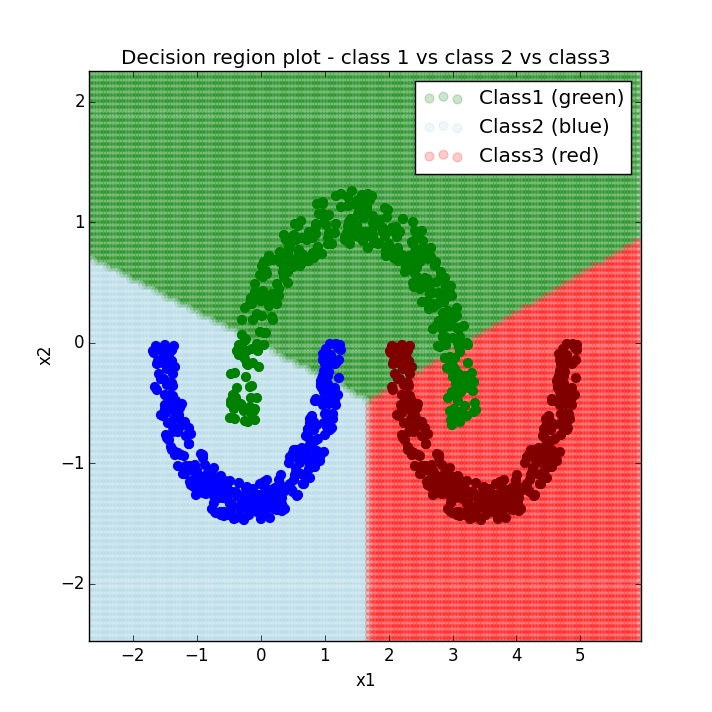 Decision region plot - class 1 vs class 2 vs class3
Class1 (green)
Class2 (blue)
Class3 (red)
2
1
0
−1
−2
x2
−2 −1 0 1 2 3 4 5
x1